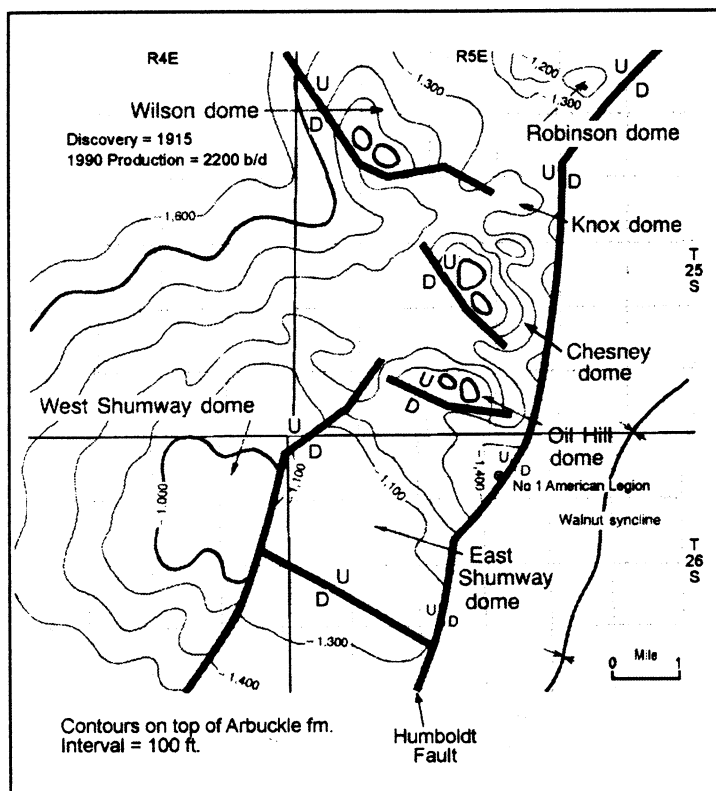 R4E
R5E
-1,200
U
D
U
D
1,300
-1,300
Wilson dome
Robinson dome
Discovery = 1915
1990 Production = 2200 b/d
U
D
-1,600
Knox dome
T
25
S
U
D
Chesney
dome
U
D
West Shumway dome
Oil Hill
dome
U
D
U
D
-1,400
-1,100
-1,100
-1,000
No 1 American Legion
Walnut syncline
East
Shumway
dome
T
26
S
U
D
U
D
-1,300
-1,400
Mile
0 1
Contours on top of Arbuckle fm.
Interval = 100 ft.
Humboldt
Fault